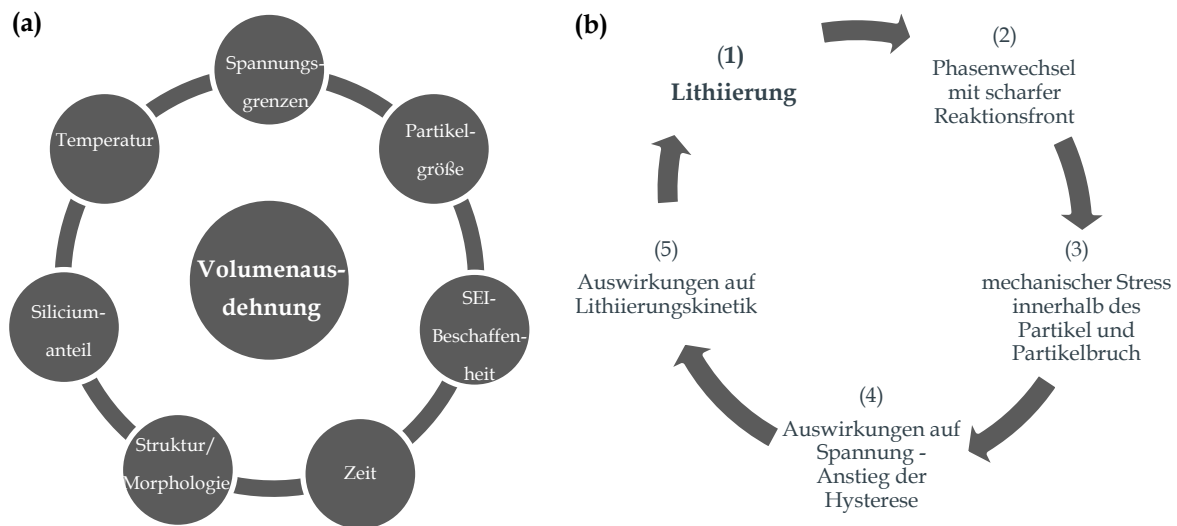 (a)
Spannungs-
grenzen
Partikel-
größe
SEI-
Beschaffen-
heit
Zeit
Struktur/
Morphologie
Silicium-
anteil
Temperatur
Volumenaus-
dehnung
(b)
(1)
Lithiierung
(2)
Phasenwechsel
mit scharfer
Reaktionsfront
(3)
mechanischer Stress
innerhalb des
Partikel und
Partikelbruch
(4)
Auswirkungen auf
Spannung -
Anstieg der
Hysterese
(5)
Auswirkungen auf
Lithiierungskinetik